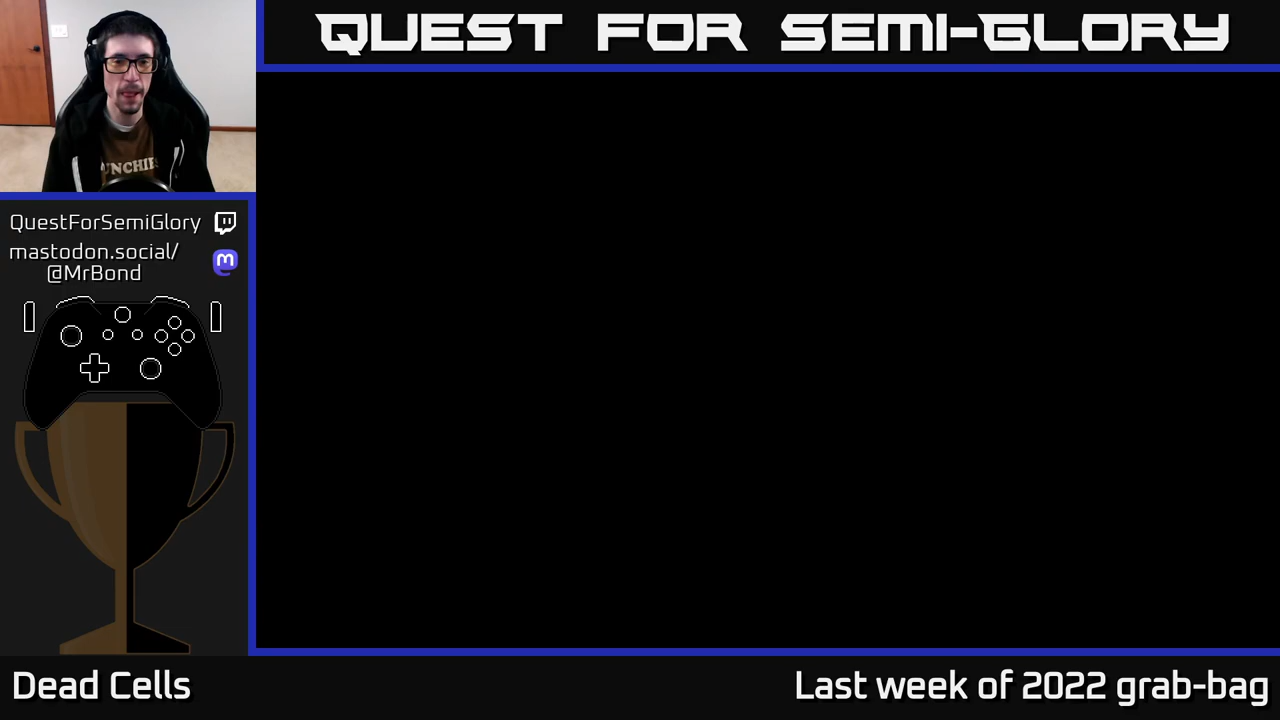 QUEST FOR SEMI-GLORY
QuestForSemiGlory
mastodon.social/
@MrBond
Dead Cells
Last week of 2022 grab-bag